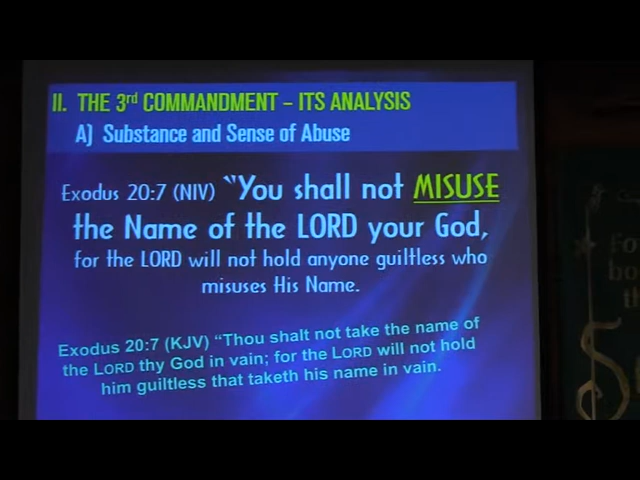 II. THE 3rd COMMANDMENT – ITS ANALYSIS
A) Substance and Sense of Abuse
Exodus 20:7 (NIV) “You shall not MISUSE
the Name of the LORD your God,
for the LORD will not hold anyone guiltless who
misuses His Name.
Exodus 20:7 (KJV) “Thou shalt not take the name of
the LORD thy God in vain; for the LORD will not hold
him guiltless that taketh his name in vain.